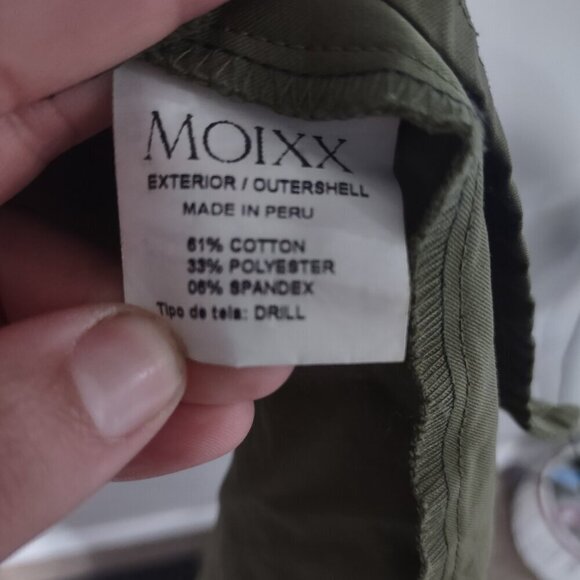 MOIXX
EXTERIOR / OUTERSHELL
MADE IN PERU
61% COTTON
33% POLYESTER
06% SPANDEX
Tipo de tela: DRILL